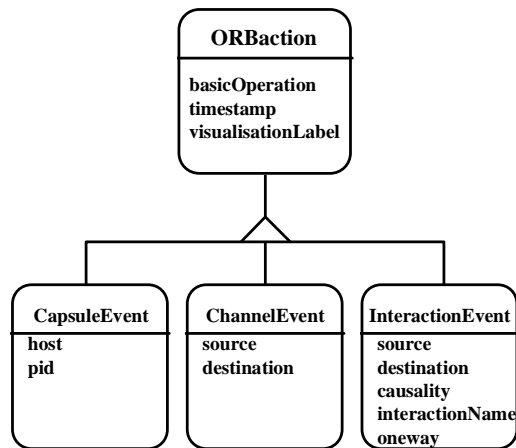 ORBaction
basicOperation
timestamp
visualisationLabel
CapsuleEvent
host
pid
ChannelEvent
source
destination
InteractionEvent
source
destination
causality
interactionName
oneway